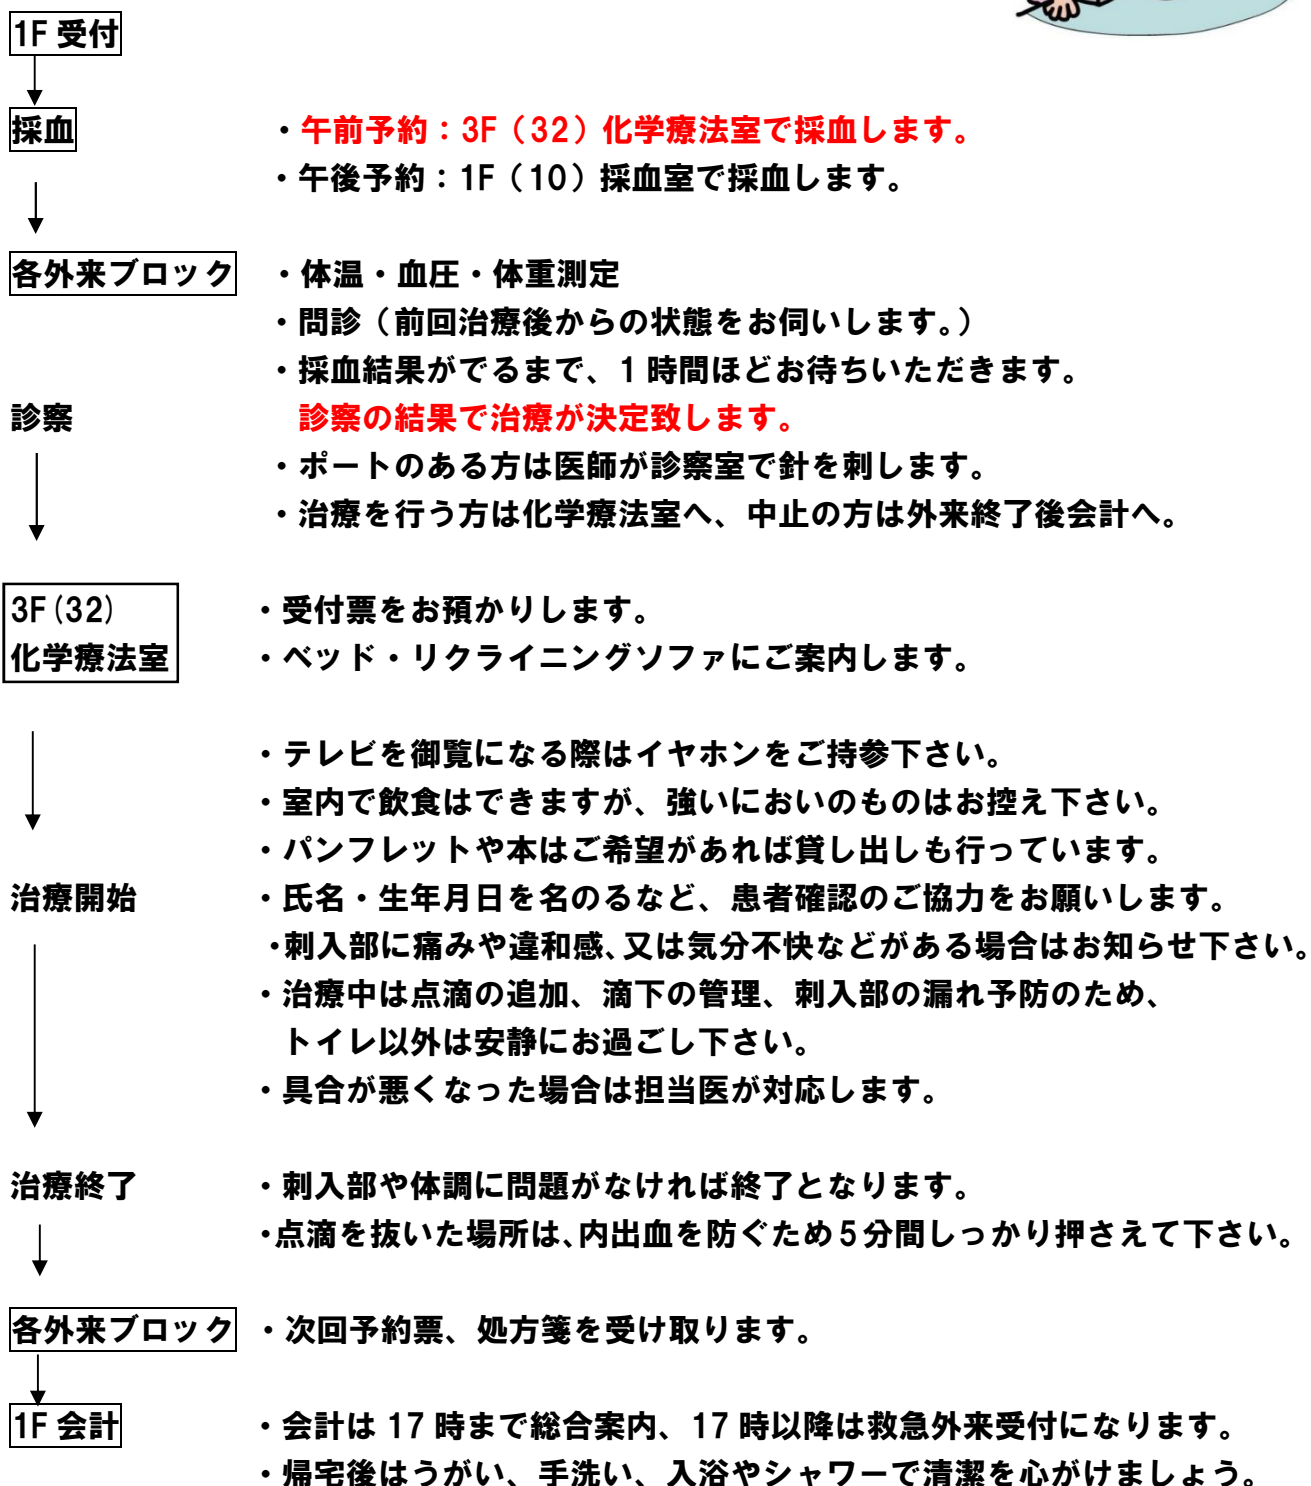 1F 受付
採血 ・午前予約：3F（32）化学療法室で採血します。
・午後予約：1F（10）採血室で採血します。
各外来ブロック ・体温・血圧・体重測定
・問診（前回治療後からの状態をお伺いします。）
・採血結果がでるまで、1 時間ほどお待ちいただきます。
診察 診察の結果で治療が決定致します。
・ポートのある方は医師が診察室で針を刺します。
・治療を行う方は化学療法室へ、中止の方は外来終了後会計へ。
3F(32) ・受付票をお預かりします。
化学療法室 ・ベッド・リクライニングソファにご案内します。
・テレビを御覧になる際はイヤホンをご持参下さい。
・室内で飲食はできますが、強いにおいのものはお控え下さい。
・パンフレットや本はご希望があれば貸し出しも行っています。
治療開始 ・氏名・生年月日を名のるなど、患者確認のご協力をお願いします。
・刺入部に痛みや違和感、又は気分不快などがある場合はお知らせ下さい。
・治療中は点滴の追加、滴下の管理、刺入部の漏れ予防のため、
トイレ以外は安静にお過ごし下さい。
・具合が悪くなった場合は担当医が対応します。
治療終了 ・刺入部や体調に問題がなければ終了となります。
・点滴を抜いた場所は、内出血を防ぐため5分間しっかり押さえて下さい。
各外来ブロック ・次回予約票、処方箋を受け取ります。
1F 会計 ・会計は 17 時まで総合案内、17 時以降は救急外来受付になります。
・帰宅後はうがい、手洗い、入浴やシャワーで清潔を心がけましょう。